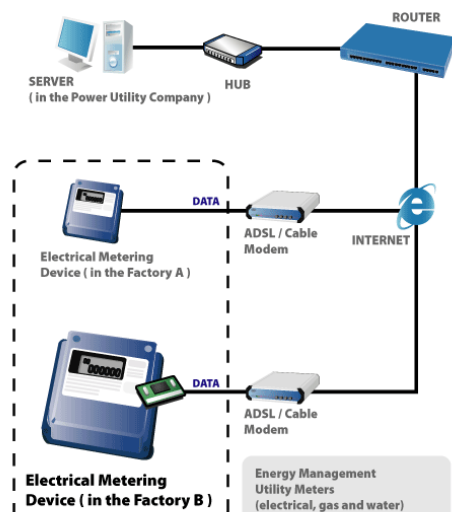 ROUTER
SERVER
( in the Power Utility Company )
HUB
DATA
ADSL / Cable
Modem
INTERNET
Electrical Metering
Device ( in the Factory A )
000000
DATA
ADSL / Cable
Modem
Electrical Metering
Device ( in the Factory B )
Energy Management
Utility Meters
(electrical, gas and water)